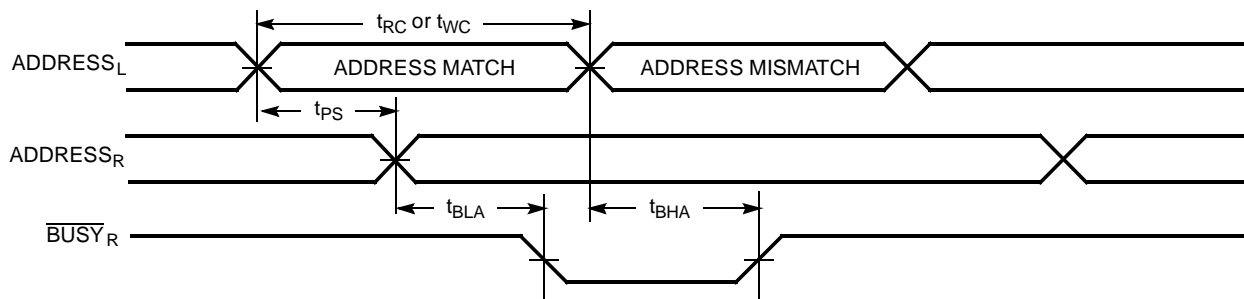 tRC or tWC
ADDRESSL
ADDRESS MATCH
ADDRESS MISMATCH
tPS
ADDRESSR
tBLA
tBHA
BUSYR